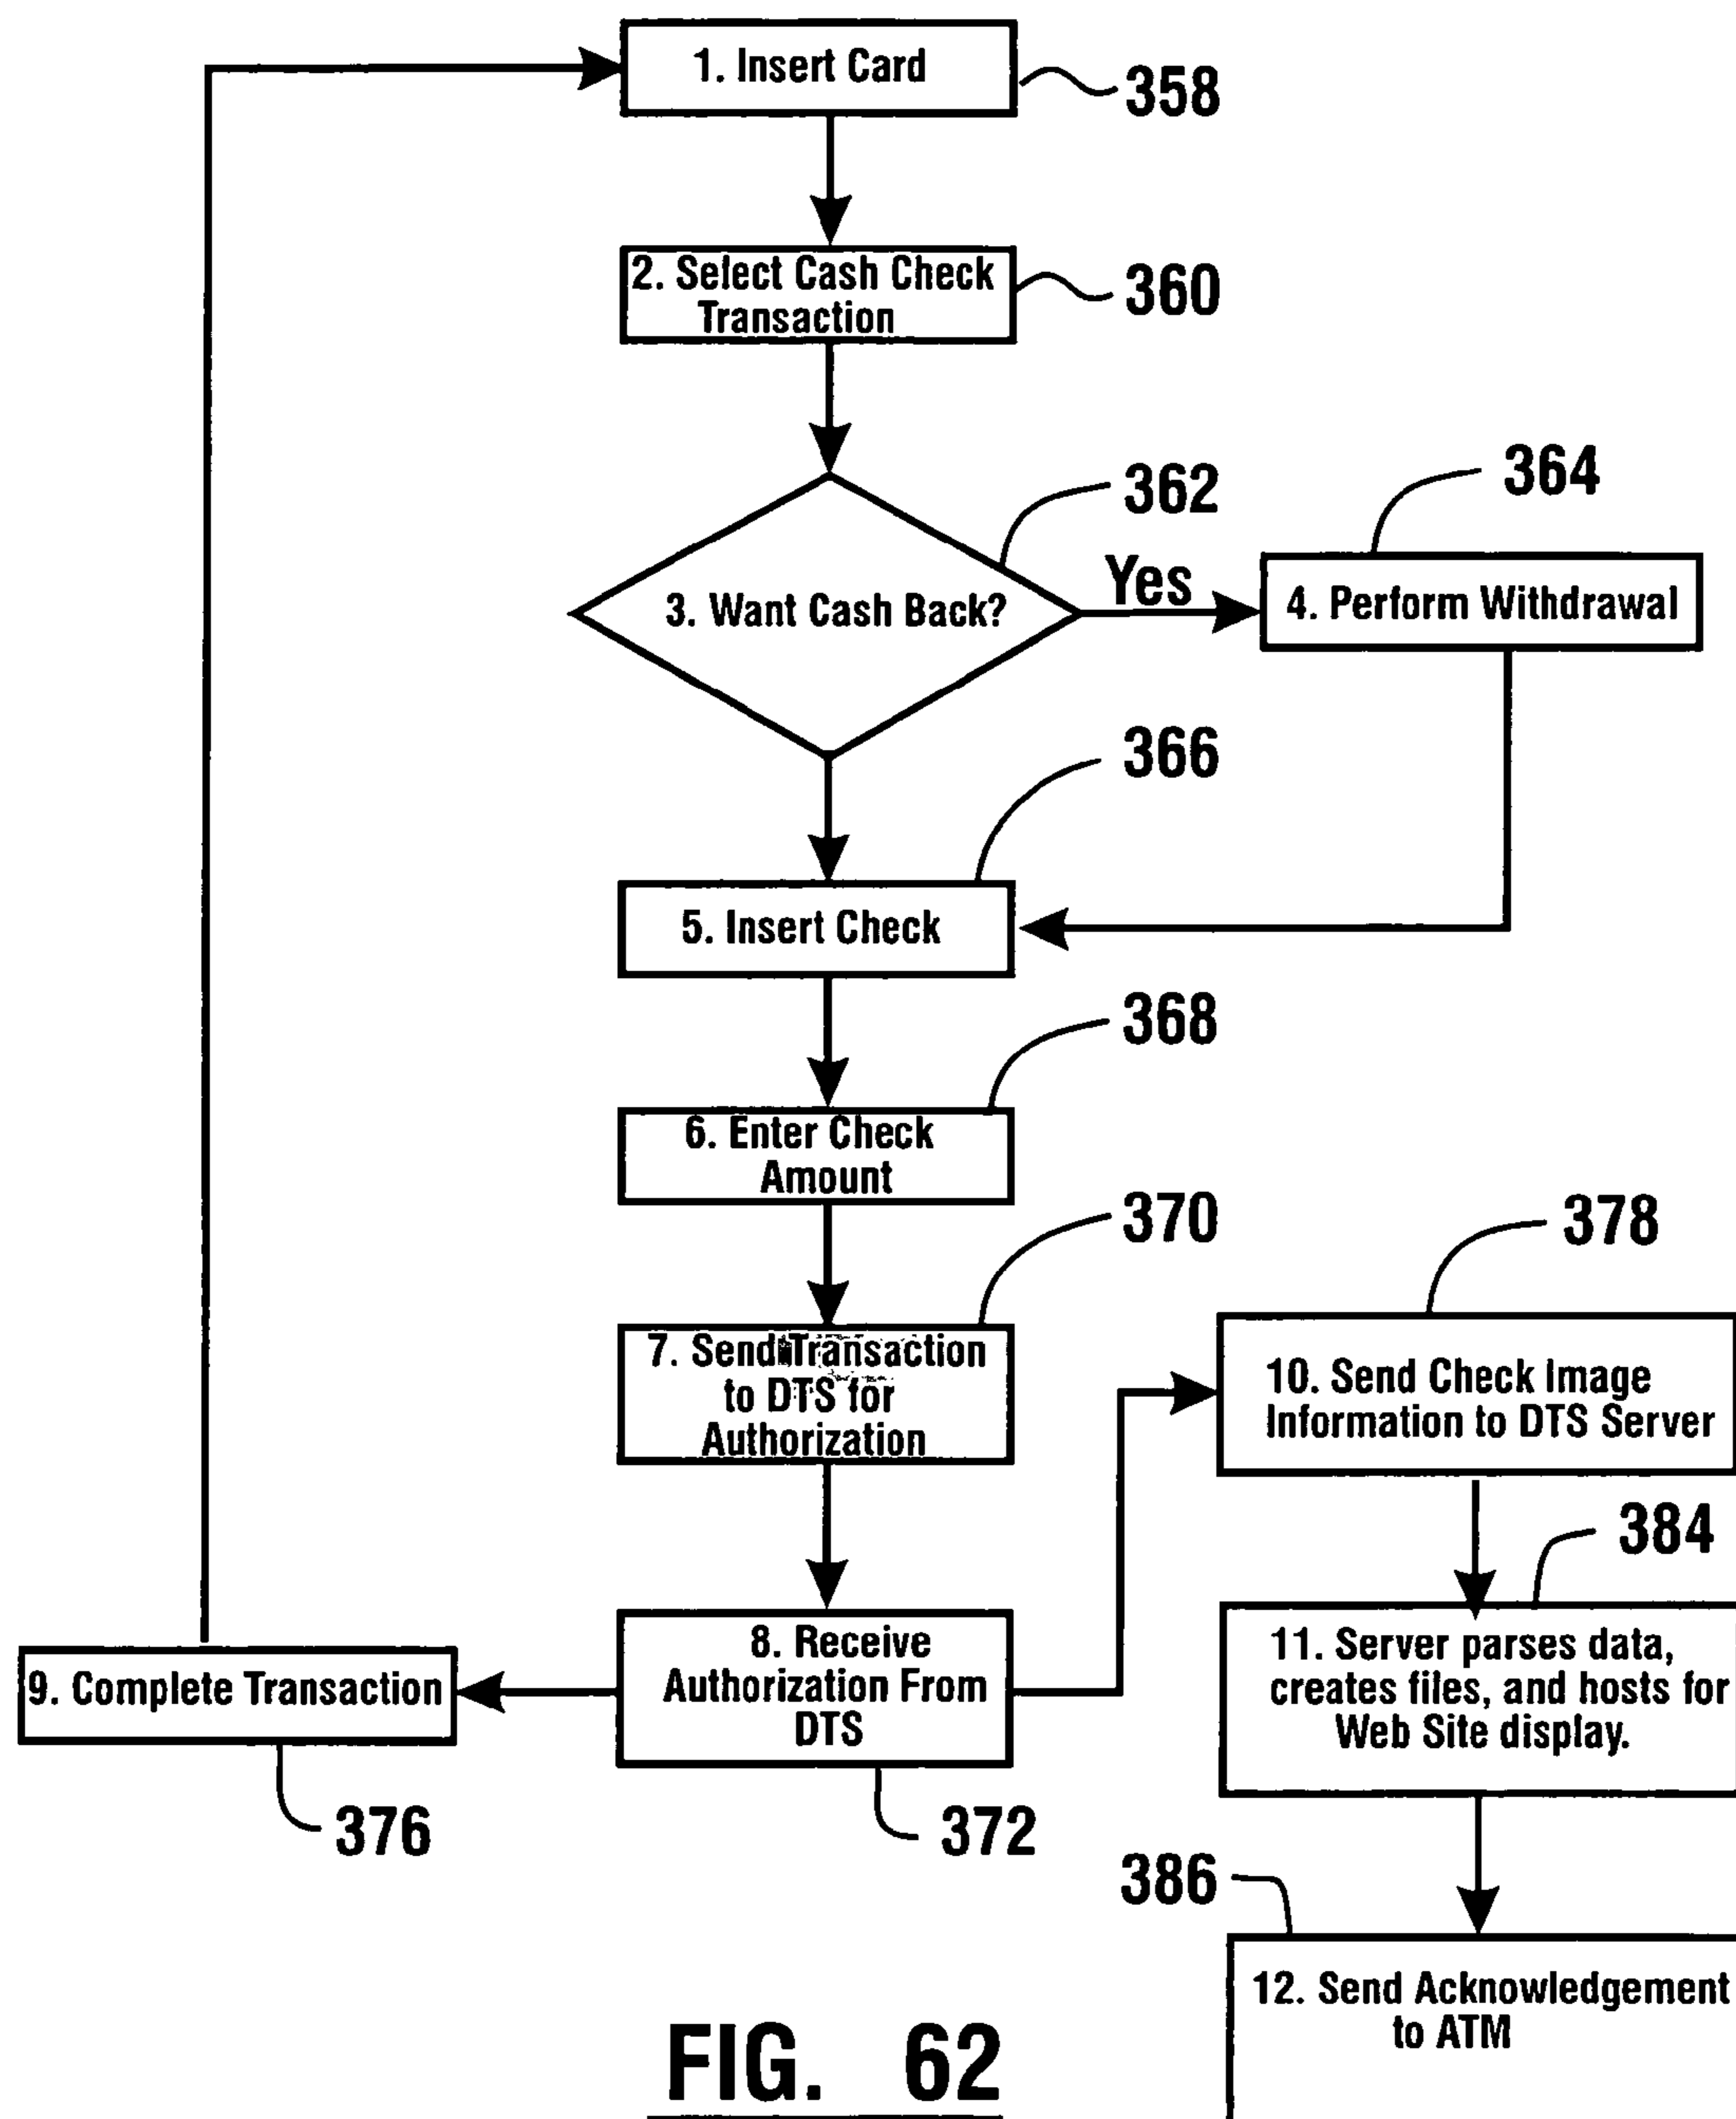 1. Insert Card
358
2. Select Cash Check
Transaction
360
362
364
3. Want Cash Back?
Yes
4. Perform Withdrawal
366
5. Insert Check
368
6. Enter Check
Amount
370
378
7. Send Transaction
to DTS for
Authorization
10. Send Check Image
Information to DTS Server
384
8. Receive
Authorization From
DTS
9. Complete Transaction
11. Server parses data,
creates files, and hosts for
Web Site display.
376
372
386
12. Send Acknowledgement
to ATM
FIG. 62